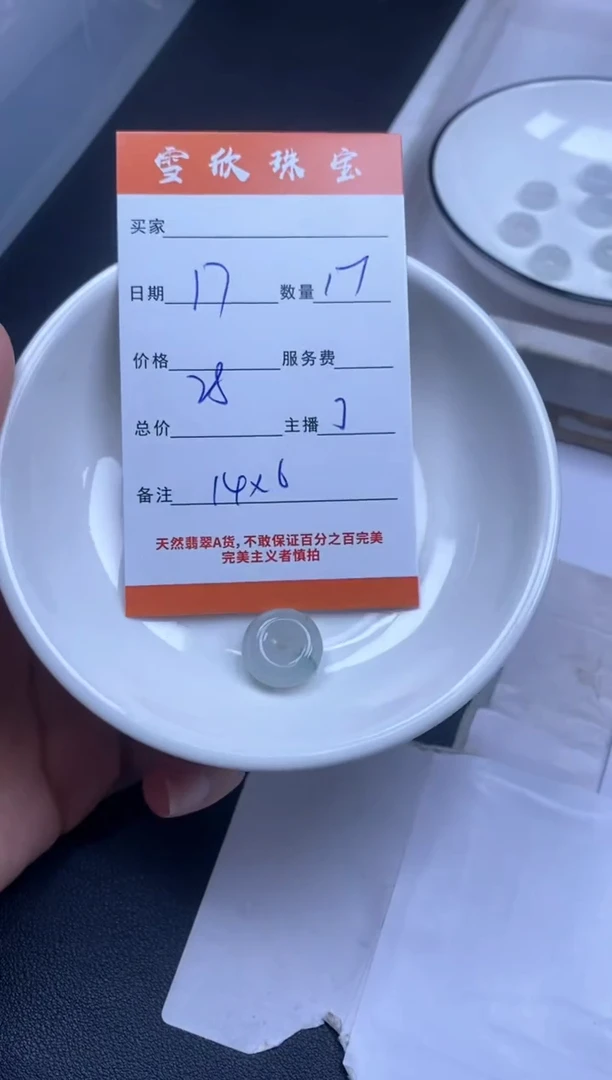 雪欣珠宝
买家
日期 17 数量 17
价格 28 服务费
总价 主播 J
备注 14x6
天然翡翠A货,不敢保证百分之百完美
完美主义者慎拍